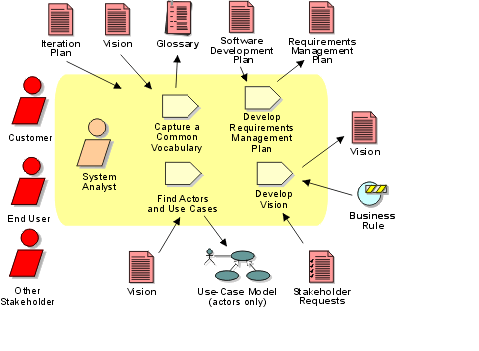 Iteration
Plan
Vision
Glossary
Software
Development
Plan
Requirements
Management
Plan
Customer
Capture a
Common
Vocabulary
Develop
Requirements
Management
Plan
Vision
System
Analyst
Find Actors
and Use Cases
Develop
Vision
End User
Business
Rule
Other
Stakeholder
Vision
Use-Case Model
(actors only)
Stakeholder
Requests